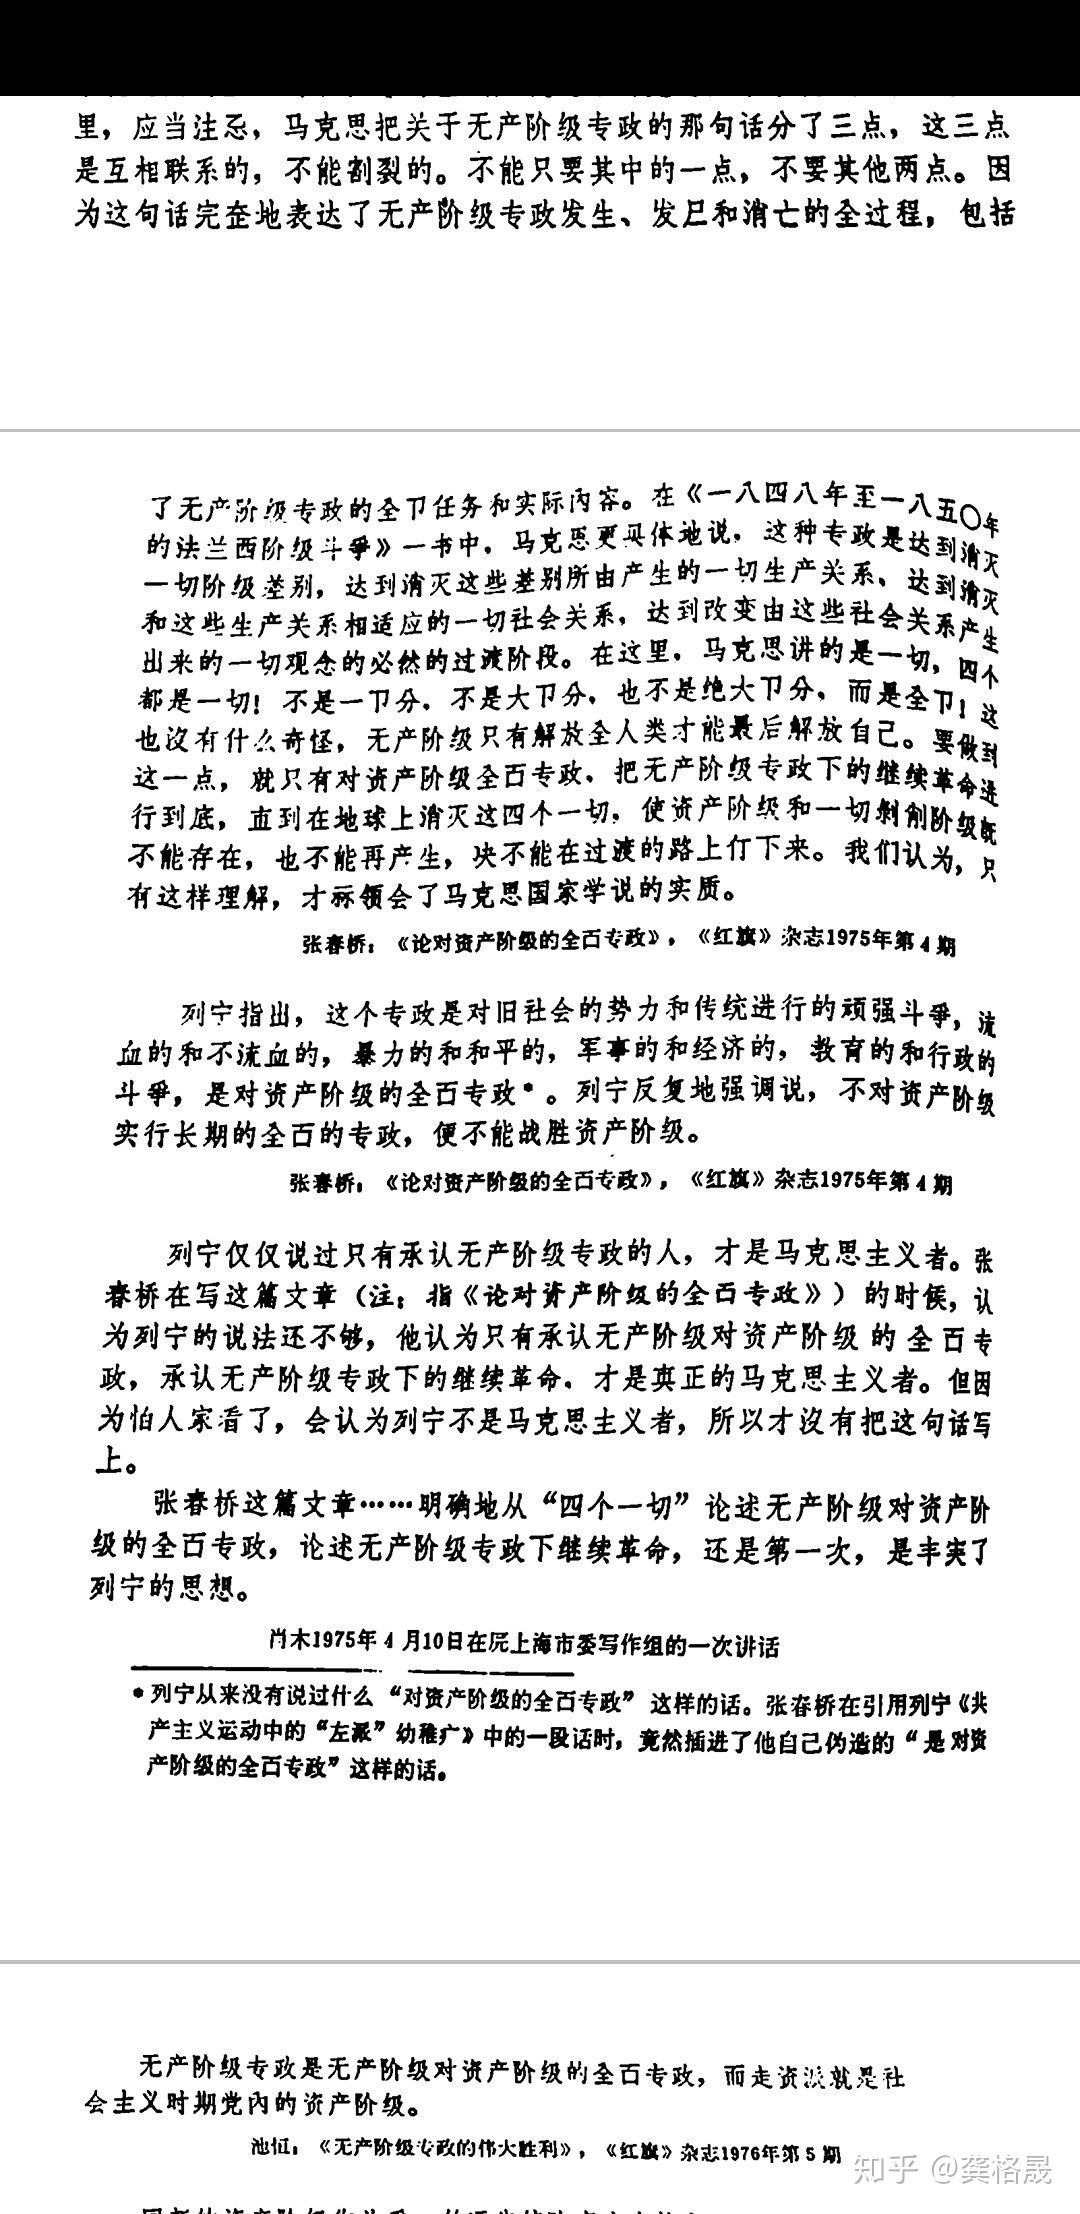 里，应当注忌，马克思把关于无产阶级专政的那句话分了三点，这三点
是互相联系的，不能割裂的。不能只要其中的一点，不要其他两点。因
为这句话完歪地表达了无产阶级专政发生、发尸和消亡的全过程，包括
了无产阶级专政的全卩任务和实际内容。在《一八四八年至一八五〇年
的法兰西阶级斗爭》一书中，马克思更具体地说，这种专政是达到消灭
一切阶级差别，达到消灭这些差别所由产生的一切生产关系、达到消灭
和这些生产关系相适应的一切社会关系，达到改变由这些社会关系产生
出来的一切观念的必然的过渡阶段。在这里，马克思讲的是一切，四个
都是一切！不是一卩分，不是大卩分，也不是绝大卩分，而是全卩！这
也沒有什么奇怪，无产阶级只有解放全人类才能最后解放自己。要做到
这一点，就只有对资产阶级全百专政，把无产阶级专政下的继续革命进
行到底，直到在地球上消灭这四个一切，使资产阶级和一切剥削阶级既
不能存在，也不能再产生，决不能在过渡的路上仃下来。我们认为，只
有这样理解，才祘领会了马克思国家学说的实质。
张春桥：《论对资产阶级的全百专政》，《红旗》杂志1975年第4期
列宁指出，这个专政是对旧社会的势力和传统进行的顽强斗爭，流
血的和不流血的，暴力的和和平的，军事的和经济的，教育的和行政的
斗爭，是对资产阶级的全百专政*。列宁反复地强调说，不对资产阶级
实行长期的全百的专政，便不能战胜资产阶级。
张春桥：《论对资产阶级的全百专政》，《红旗》杂志1975年第4期
列宁仅仅说过只有承认无产阶级专政的人，才是马克思主义者。张
春桥在写这篇文章（注：指《论对资产阶级的全百专政》）的时候，认
为列宁的说法还不够，他认为只有承认无产阶级对资产阶级的全百专
政，承认无产阶级专政下的继续革命，才是真正的马克思主义者。但因
为怕人家看了，会认为列宁不是马克思主义者，所以才沒有把这句话写
上。
张春桥这篇文章……明确地从“四个一切”论述无产阶级对资产阶
级的全百专政，论述无产阶级专政下继续革命，还是第一次，是丰实了
列宁的思想。
肖木1975年4月10日在原上海市委写作组的一次讲话
*列宁从来没有说过什么“对资产阶级的全百专政”这样的话。张春桥在引用列宁《共
产主义运动中的“左派”幼稚疒》中的一段话时，竟然插进了他自己伪造的“是对资
产阶级的全百专政”这样的话。
无产阶级专政是无产阶级对资产阶级的全百专政，而走资派就是社
会主义时期党内的资产阶级。
池恒：《无产阶级专政的伟大胜利》，《红旗》杂志1976年第5期
知乎 @龚格晟